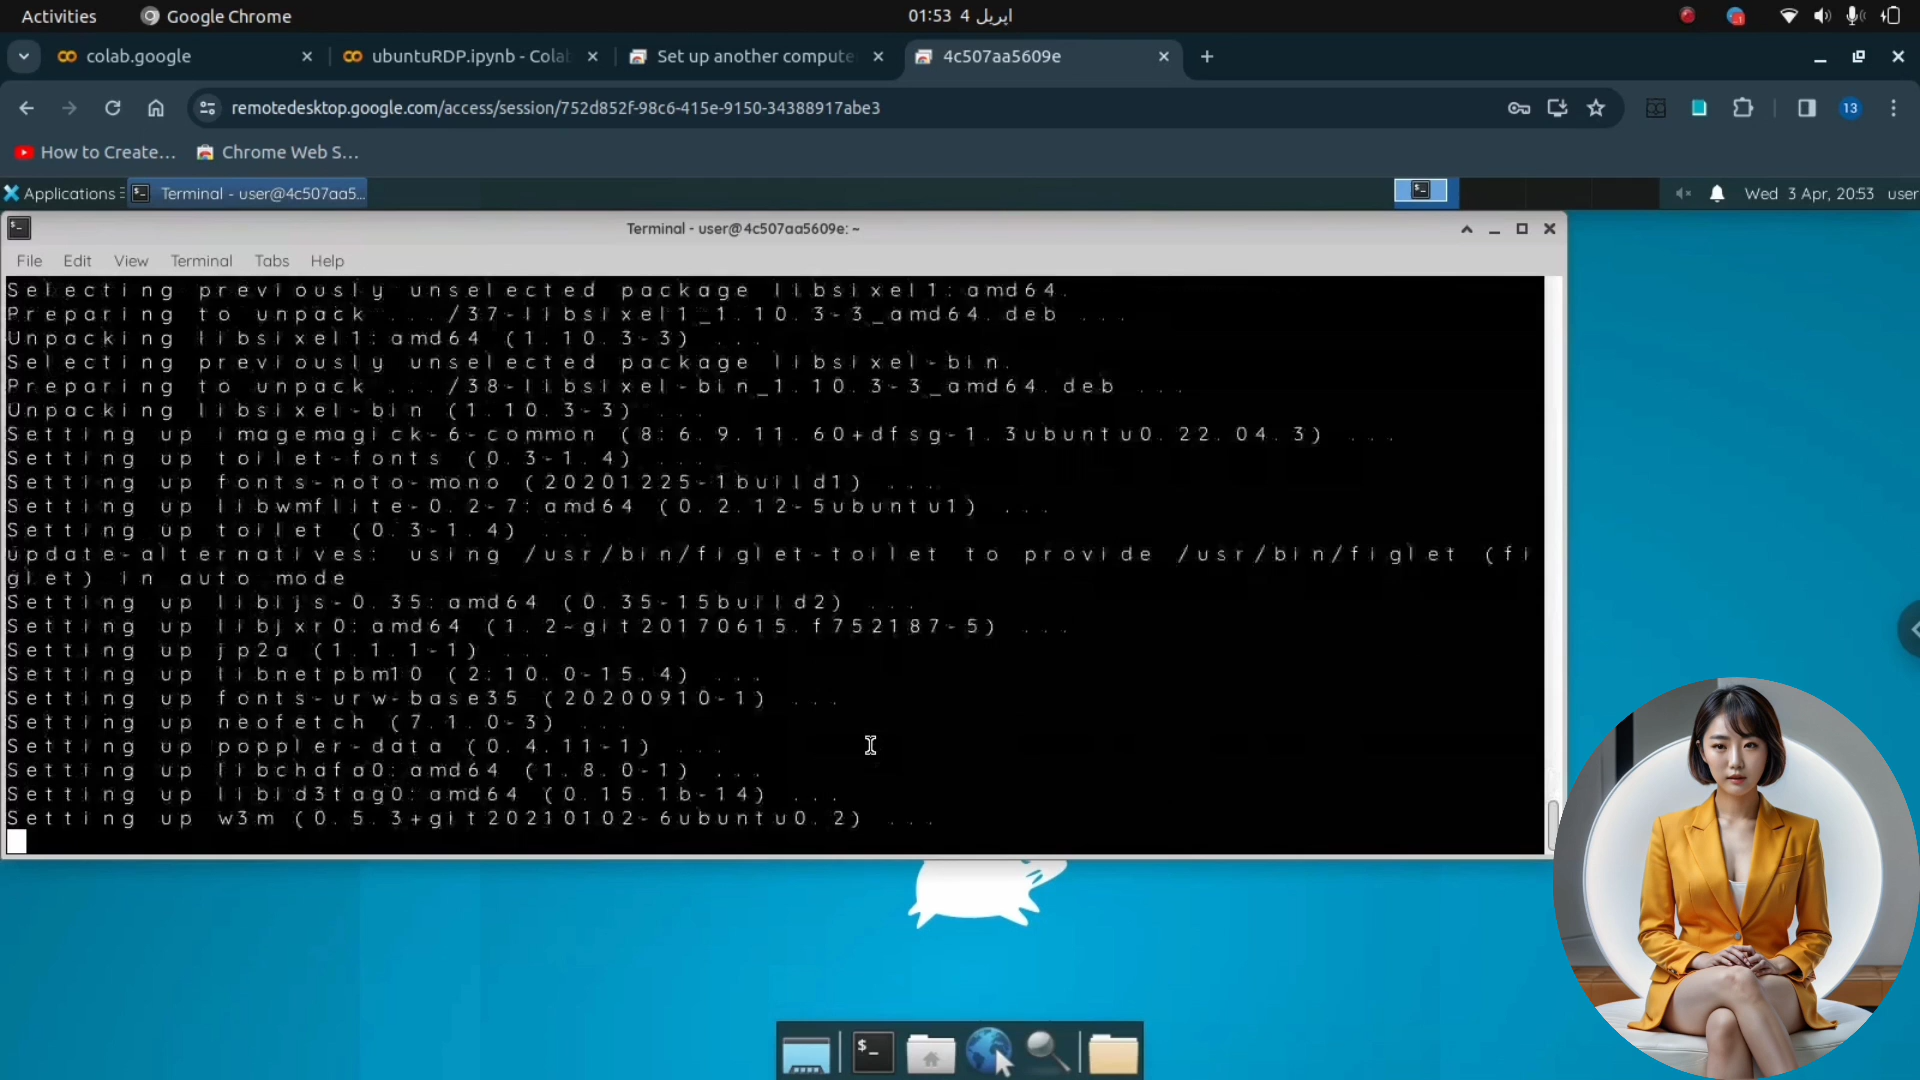 Activities Google Chrome 01:53 4 اپریل
colab.google ubuntuRDP.ipynb - Colab Set up another compute 4c507aa5609e
remotedesktop.google.com/access/session/752d852f-98c6-415e-9150-34388917abe3 13
How to Create... Chrome Web S...
Applications Terminal - user@4c507aa5... Wed 3 Apr, 20:53 user
Terminal - user@4c507aa5609e: ~
File Edit View Terminal Tabs Help
Selecting previously unselected package libsixel1:amd64.
Preparing to unpack .../37-libsixel1_1.10.3-3_amd64.deb ...
Unpacking libsixel1:amd64 (1.10.3-3) ...
Selecting previously unselected package libsixel-bin.
Preparing to unpack .../38-libsixel-bin_1.10.3-3_amd64.deb ...
Unpacking libsixel-bin (1.10.3-3) ...
Setting up imagemagick-6-common (8:6.9.11.60+dfsg-1.3ubuntu0.22.04.3) ...
Setting up toilet-fonts (0.3-1.4) ...
Setting up fonts-noto-mono (20201225-1build1) ...
Setting up libwmflite-0.2-7:amd64 (0.2.12-5ubuntu1) ...
Setting up toilet (0.3-1.4) ...
update-alternatives: using /usr/bin/figlet-toilet to provide /usr/bin/figlet (fi
glet) in auto mode
Setting up libijs-0.35:amd64 (0.35-15build2) ...
Setting up libjxr0:amd64 (1.2~git20170615.f752187-5) ...
Setting up jp2a (1.1.1-1) ...
Setting up libnetpbm10 (2:10.0-15.4) ...
Setting up fonts-urw-base35 (20200910-1) ...
Setting up neofetch (7.1.0-3) ...
Setting up poppler-data (0.4.11-1) ...
Setting up libchafa0:amd64 (1.8.0-1) ...
Setting up libid3tag0:amd64 (0.15.1b-14) ...
Setting up w3m (0.5.3+git20210102-6ubuntu0.2) ...